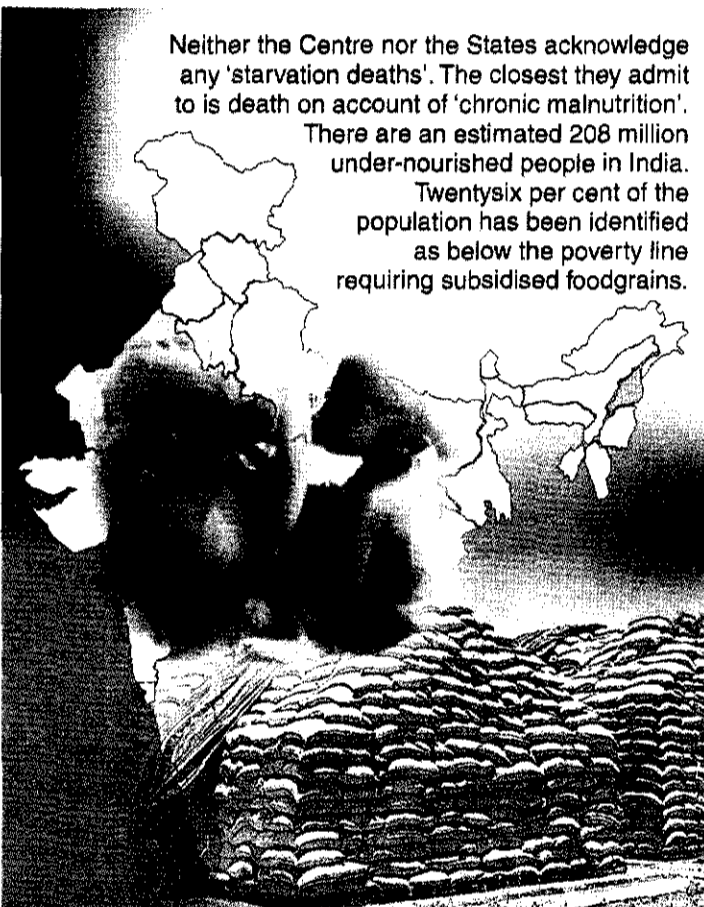 Neither the Centre nor the States acknowledge
any 'starvation deaths'. The closest they admit
to is death on account of 'chronic malnutrition'.
There are an estimated 208 million
under-nourished people in India.
Twentysix per cent of the
population has been identified
as below the poverty line
requiring subsidised foodgrains.